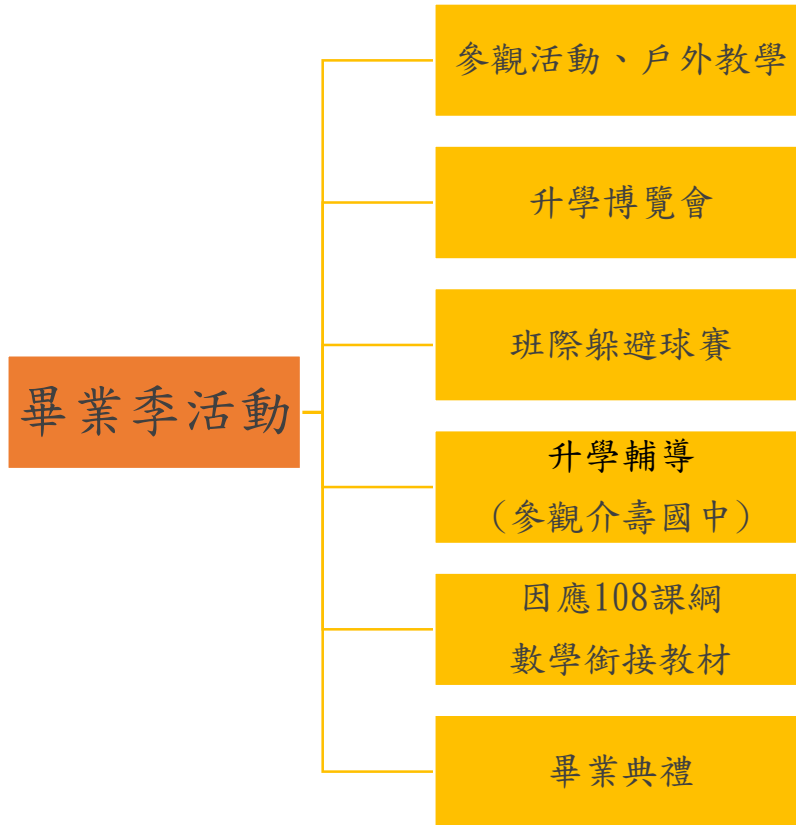 參觀活動、戶外教學
升學博覽會
班際躲避球賽
畢業季活動
升學輔導
（參觀介壽國中）
因應108課綱
數學銜接教材
畢業典禮